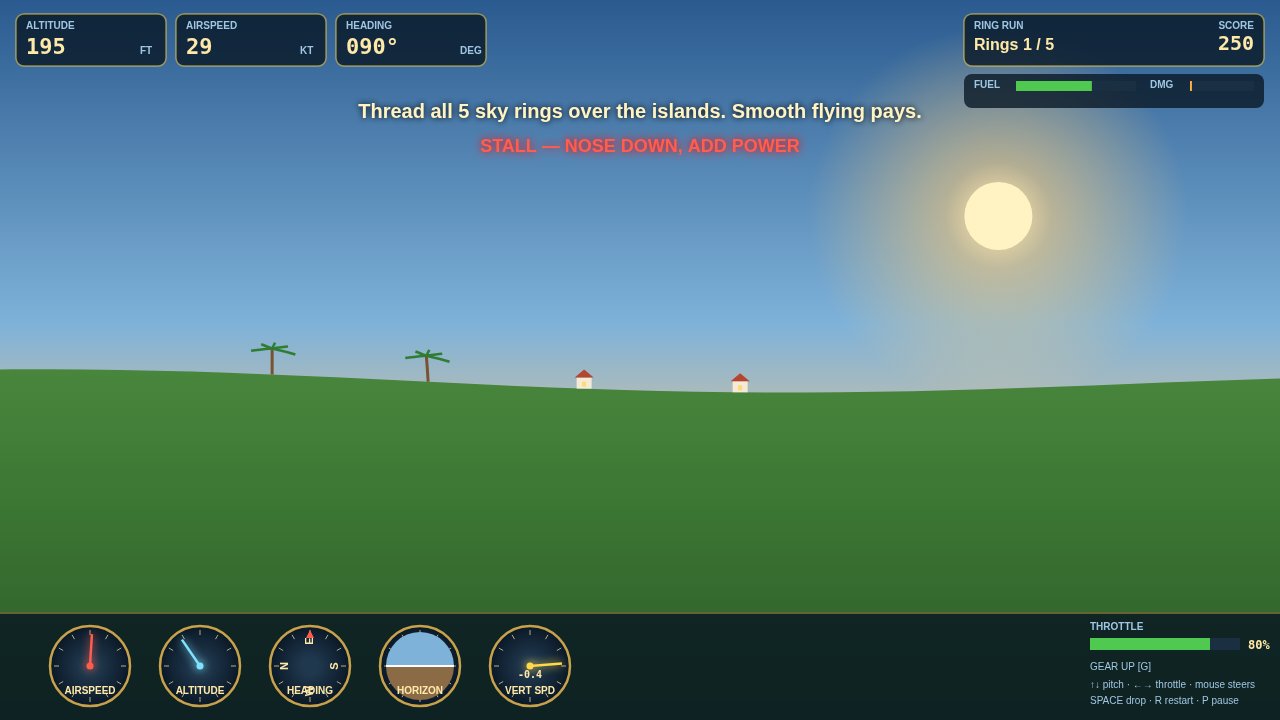 ALTITUDE
195 FT
AIRSPEED
29 KT
HEADING
090° DEG
RING RUN SCORE
Rings 1 / 5 250
FUEL DMG
Thread all 5 sky rings over the islands. Smooth flying pays.
STALL — NOSE DOWN, ADD POWER
AIRSPEED
ALTITUDE
E
N S
W
HEADING
HORIZON
-0.4
VERT SPD
THROTTLE
80%
GEAR UP [G]
↑↓ pitch · ←→ throttle · mouse steers
SPACE drop · R restart · P pause